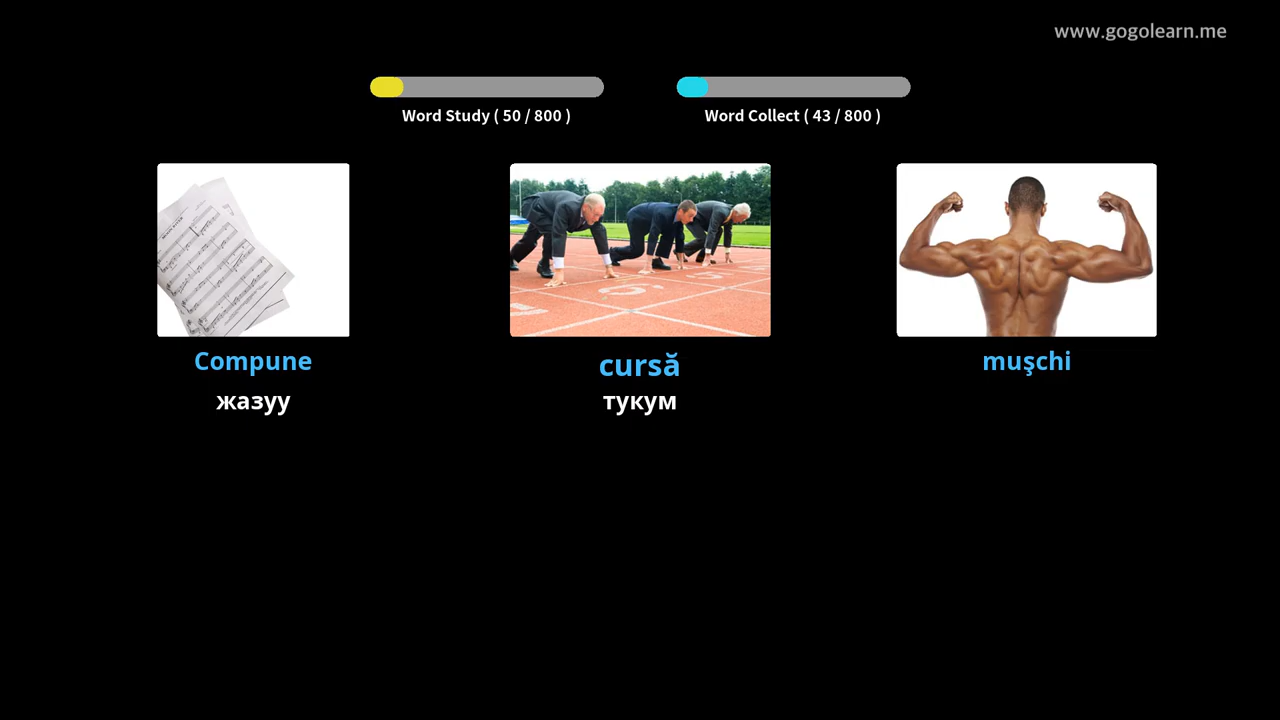 www.gogolearn.me
Word Study ( 50 / 800 )
Word Collect ( 43 / 800 )
Compune
cursă
muşchi
жазуу
тукум